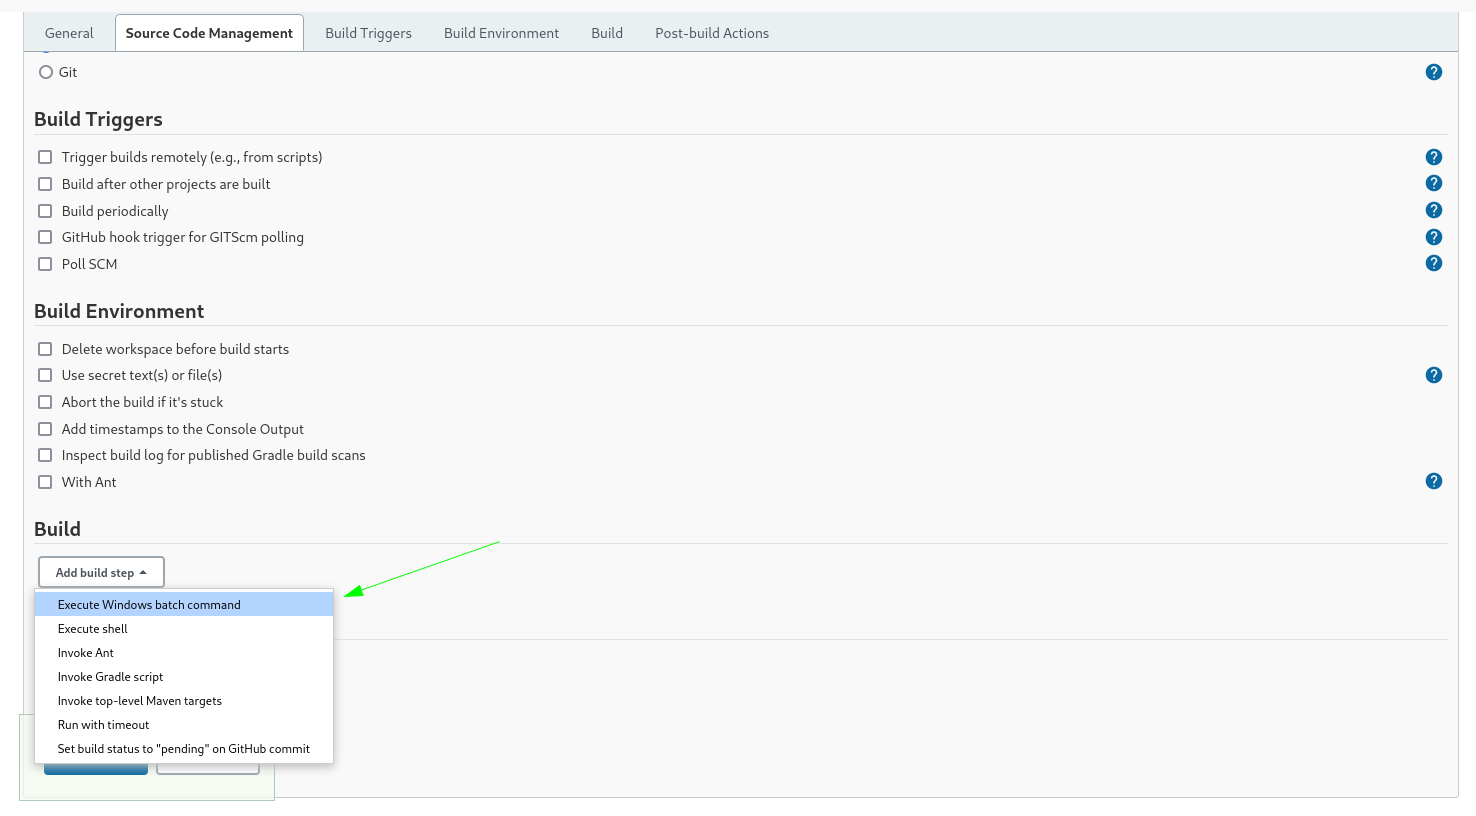 General Source Code Management Build Triggers Build Environment Build Post-build Actions
Git
Build Triggers
Trigger builds remotely (e.g., from scripts)
Build after other projects are built
Build periodically
GitHub hook trigger for GITScm polling
Poll SCM
Build Environment
Delete workspace before build starts
Use secret text(s) or file(s)
Abort the build if it's stuck
Add timestamps to the Console Output
Inspect build log for published Gradle build scans
With Ant
Build
Add build step
Execute Windows batch command
Execute shell
Invoke Ant
Invoke Gradle script
Invoke top-level Maven targets
Run with timeout
Set build status to "pending" on GitHub commit